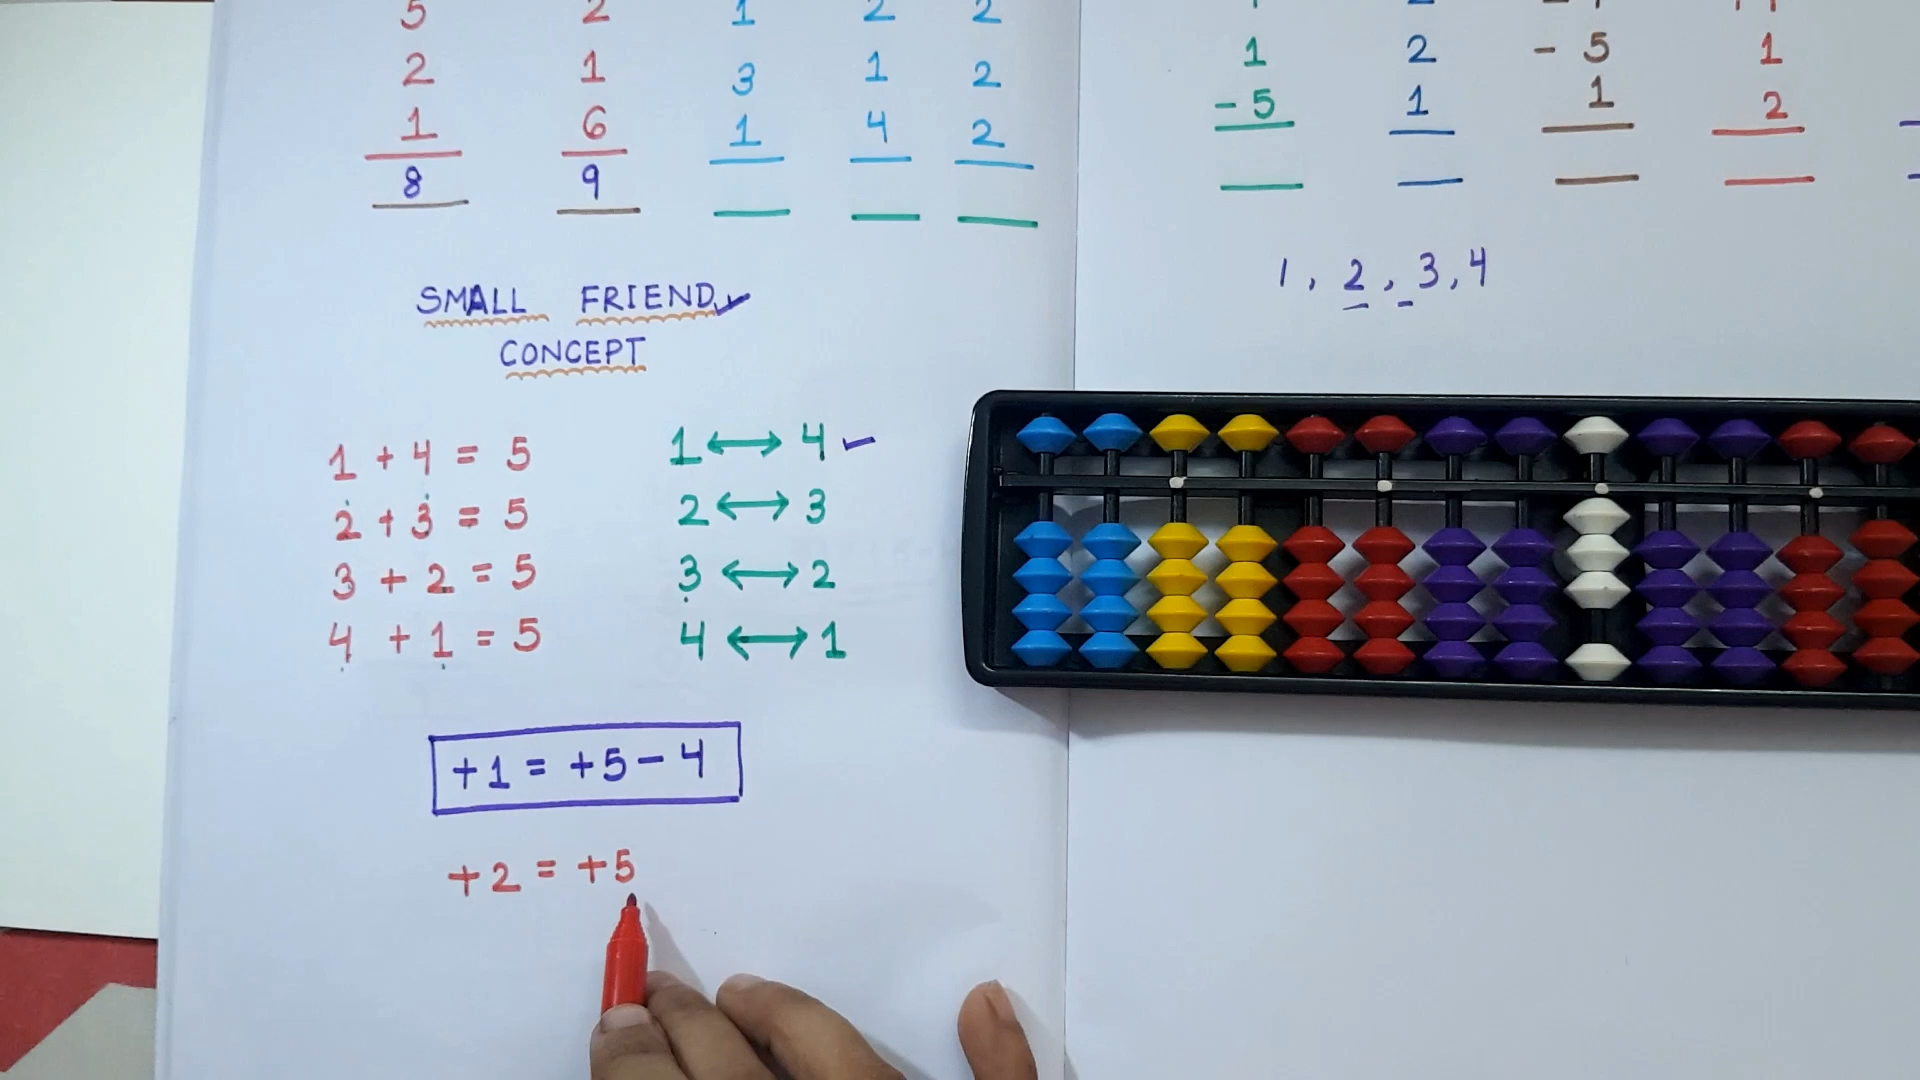 5 2 1 2 2
2 1 3 1 2
1 6 1 4 2
8 9
SMALL FRIEND
CONCEPT
1 + 4 = 5
2 + 3 = 5
3 + 2 = 5
4 + 1 = 5
1 ↔ 4 ✓
2 ↔ 3
3 ↔ 2
4 ↔ 1
+1 = +5 - 4
+2 = +5
1 2 - 5 1
- 5 1 1 2
1, 2, 3, 4